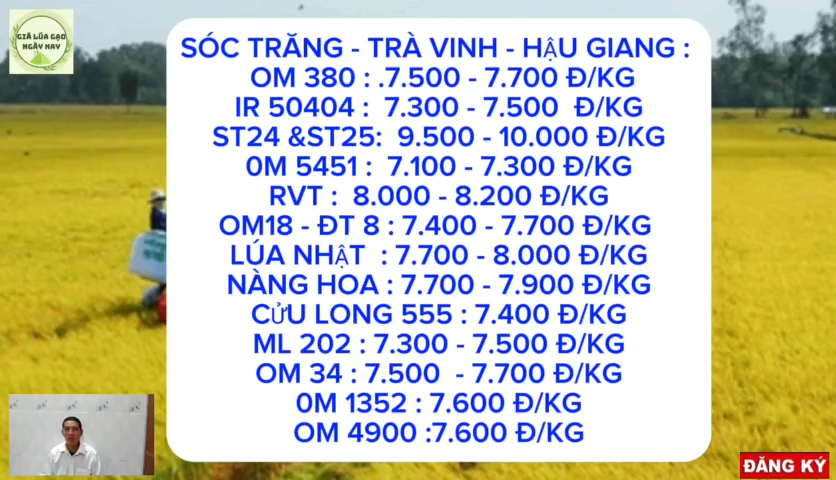 GIÁ LÚA GẠO
NGÀY NAY
SÓC TRĂNG - TRÀ VINH - HẬU GIANG :
OM 380 : .7.500 - 7.700 Đ/KG
IR 50404 : 7.300 - 7.500 Đ/KG
ST24 &ST25: 9.500 - 10.000 Đ/KG
0M 5451 : 7.100 - 7.300 Đ/KG
RVT : 8.000 - 8.200 Đ/KG
OM18 - ĐT 8 : 7.400 - 7.700 Đ/KG
LÚA NHẬT : 7.700 - 8.000 Đ/KG
NÀNG HOA : 7.700 - 7.900 Đ/KG
CỬU LONG 555 : 7.400 Đ/KG
ML 202 : 7.300 - 7.500 Đ/KG
OM 34 : 7.500 - 7.700 Đ/KG
0M 1352 : 7.600 Đ/KG
OM 4900 :7.600 Đ/KG
ĐĂNG KÝ